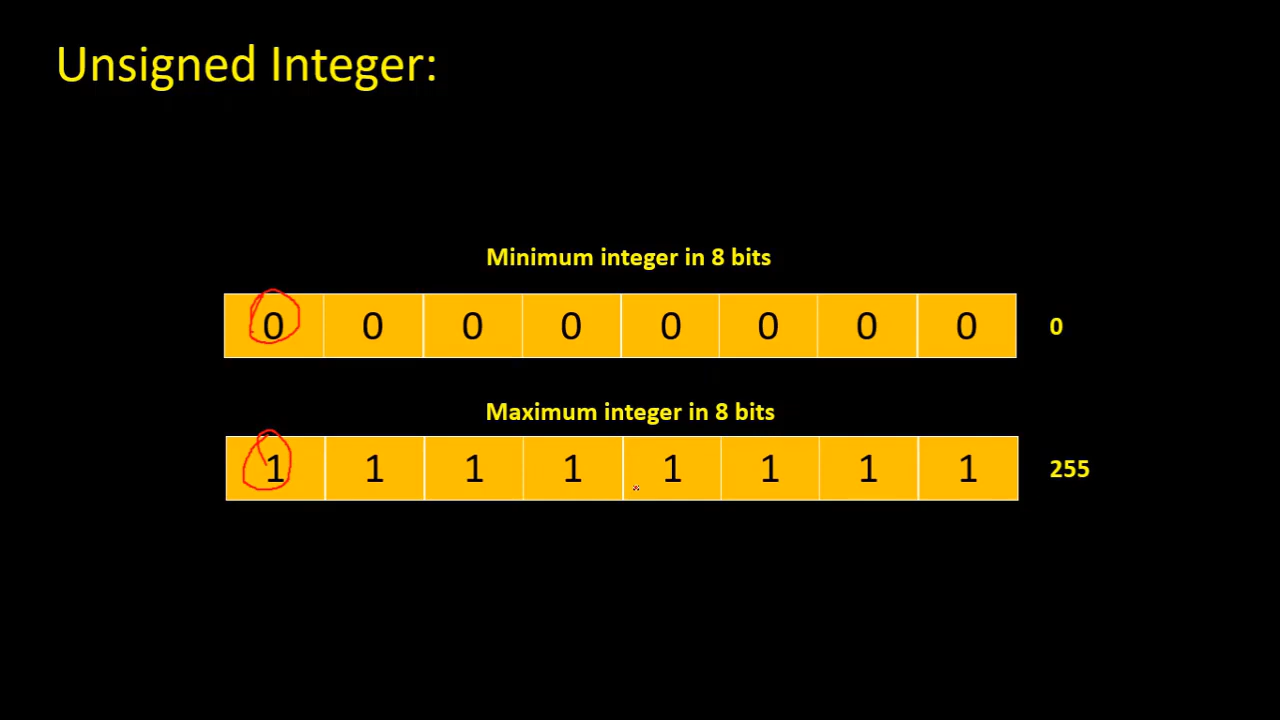 Unsigned Integer:
Minimum integer in 8 bits
0 0 0 0 0 0 0 0 0
Maximum integer in 8 bits
1 1 1 1 1 1 1 1 255